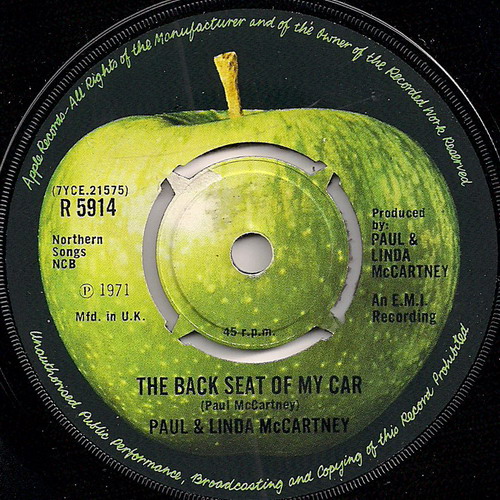 Apple Records-All Rights of the Manufacturer and of the Owner of the Recorded Work Reserved
(7YCE.21575)
R 5914
Northern
Songs
NCB
Ⓟ 1971
Mfd. in U.K.
Produced
by:
PAUL &
LINDA
McCARTNEY
An E.M.I.
Recording
45 r.p.m.
THE BACK SEAT OF MY CAR
(Paul McCartney)
PAUL & LINDA McCARTNEY
Unauthorised Public Performance, Broadcasting and Copying of this Record Prohibited